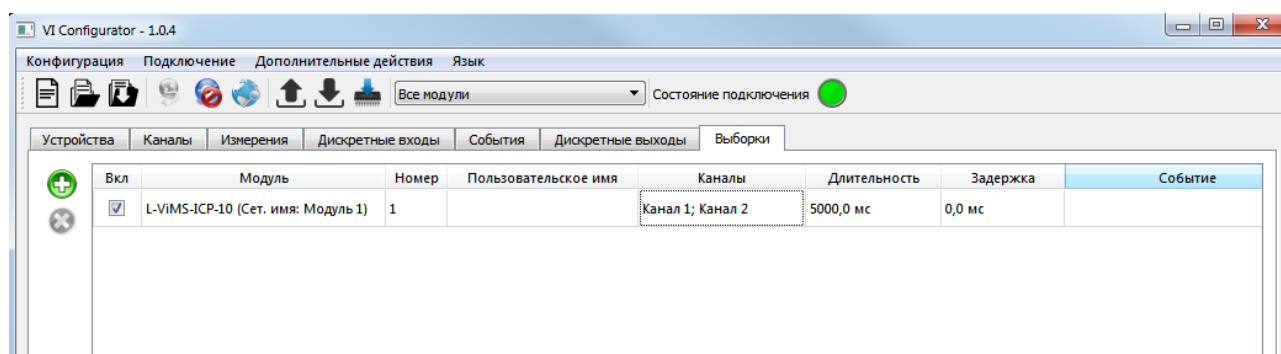 VI Configurator - 1.0.4
Конфигурация Подключение Дополнительные действия Язык
Все модули Состояние подключения
Устройства Каналы Измерения Дискретные входы События Дискретные выходы Выборки
Вкл Модуль Номер Пользовательское имя Каналы Длительность Задержка Событие
L-ViMS-ICP-10 (Сет. имя: Модуль 1) 1 Канал 1; Канал 2 5000,0 мс 0,0 мс